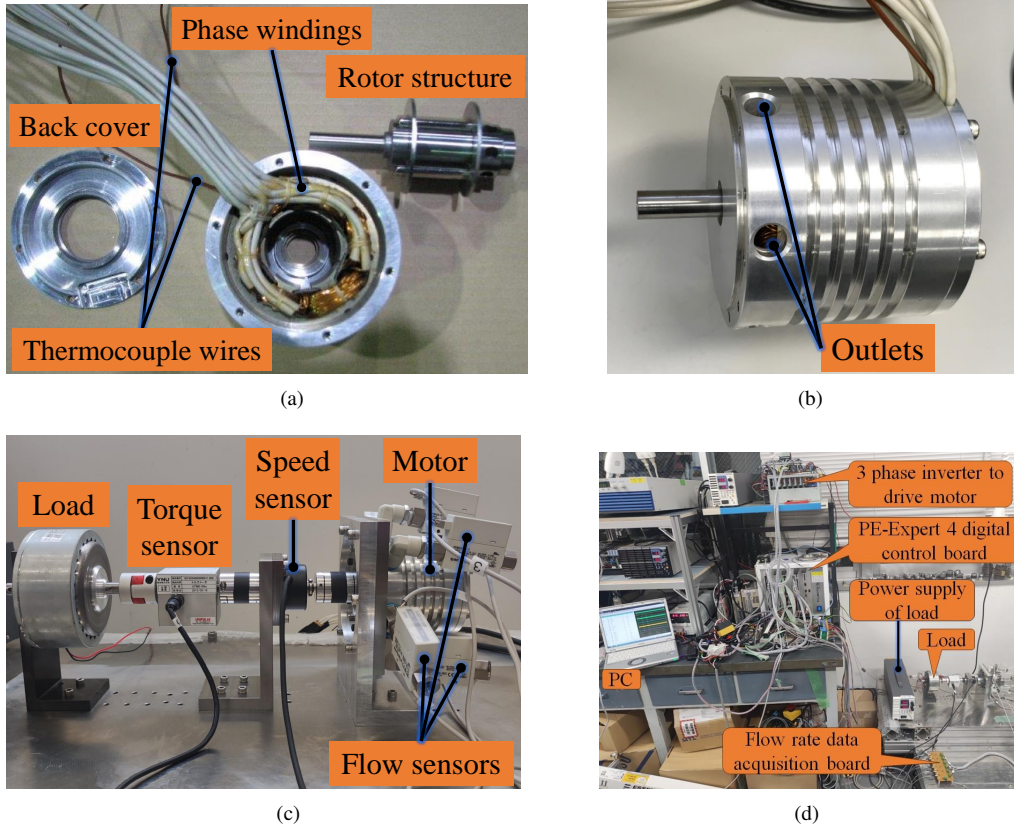 Phase windings
Rotor structure
Back cover
Thermocouple wires
(a)
Outlets
(b)
Load
Torque
sensor
Speed
sensor
Motor
3
Flow sensors
(c)
3 phase inverter to
drive motor
PE-Expert 4 digital
control board
Power supply
of load
Load
PC
Flow rate data
acquisition board
(d)